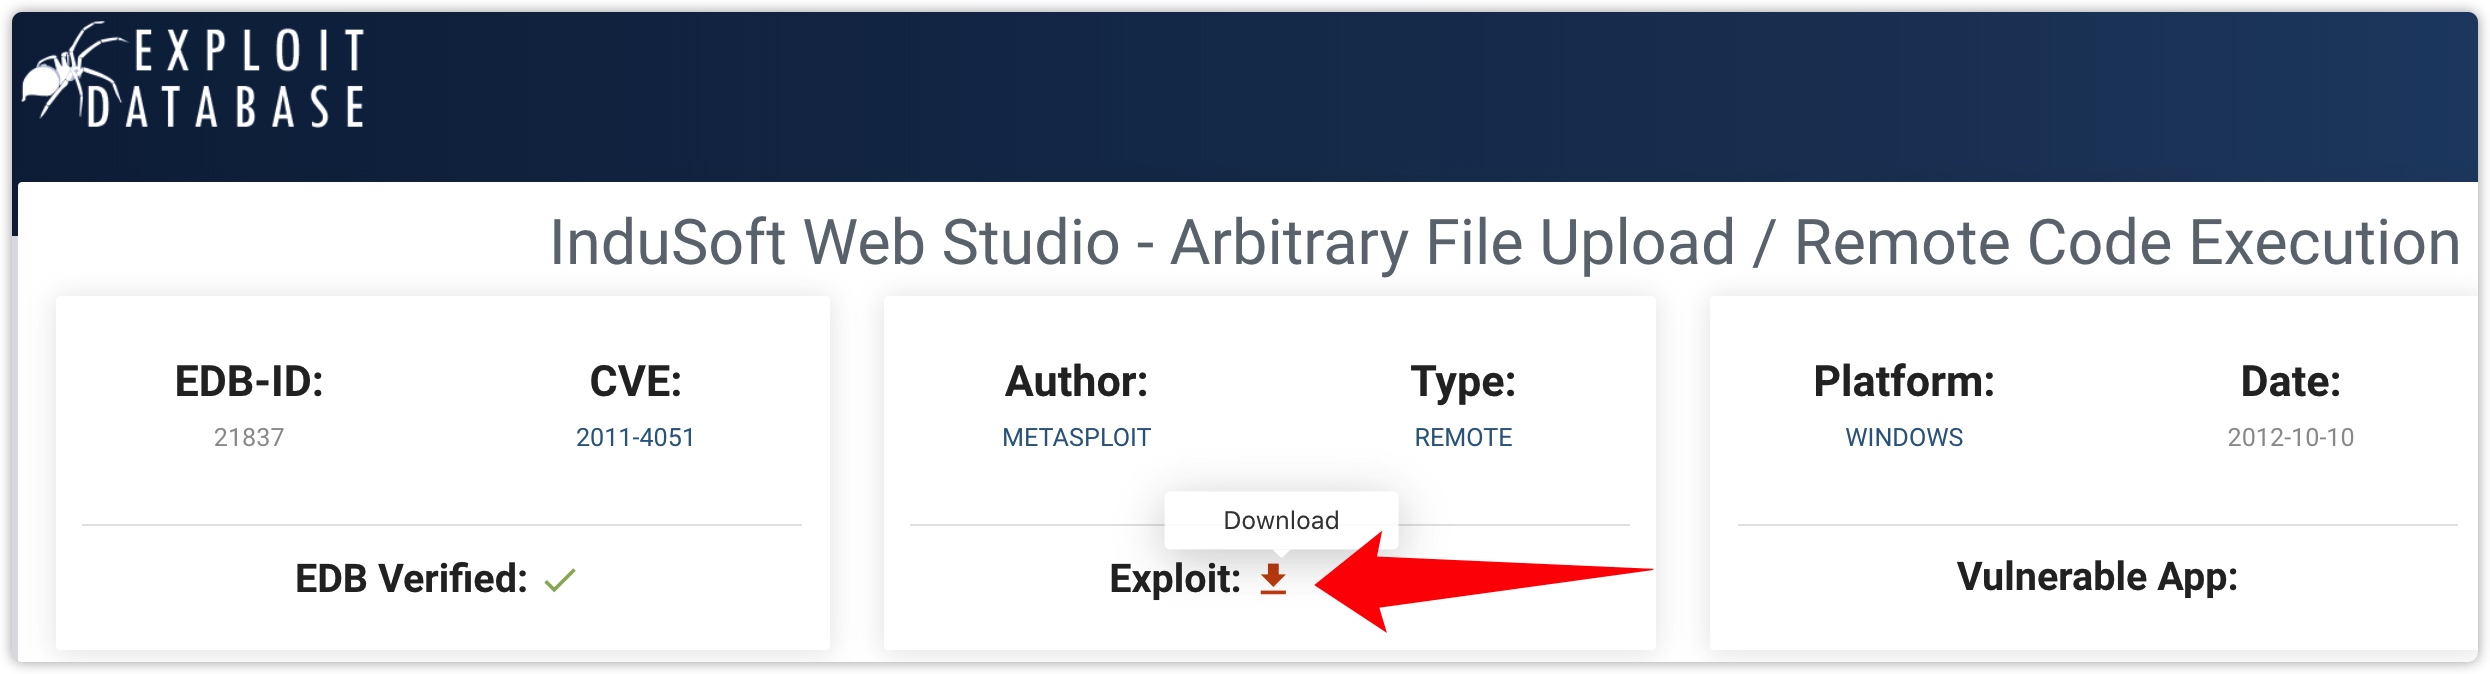 EXPLOIT
DATABASE
InduSoft Web Studio - Arbitrary File Upload / Remote Code Execution
EDB-ID:
21837
CVE:
2011-4051
EDB Verified:
Author:
METASPLOIT
Type:
REMOTE
Download
Exploit:
Platform:
WINDOWS
Date:
2012-10-10
Vulnerable App: